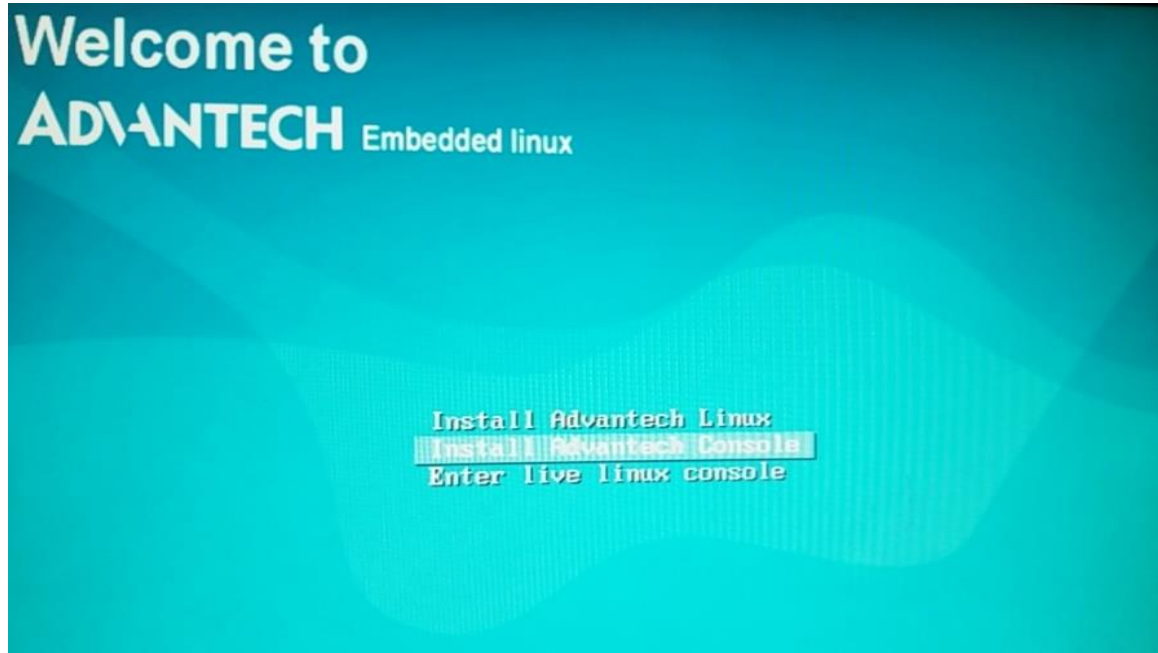 Welcome to
ADVANTECH Embedded linux
Install Advantech Linux
Install Advantech Console
Enter live linux console